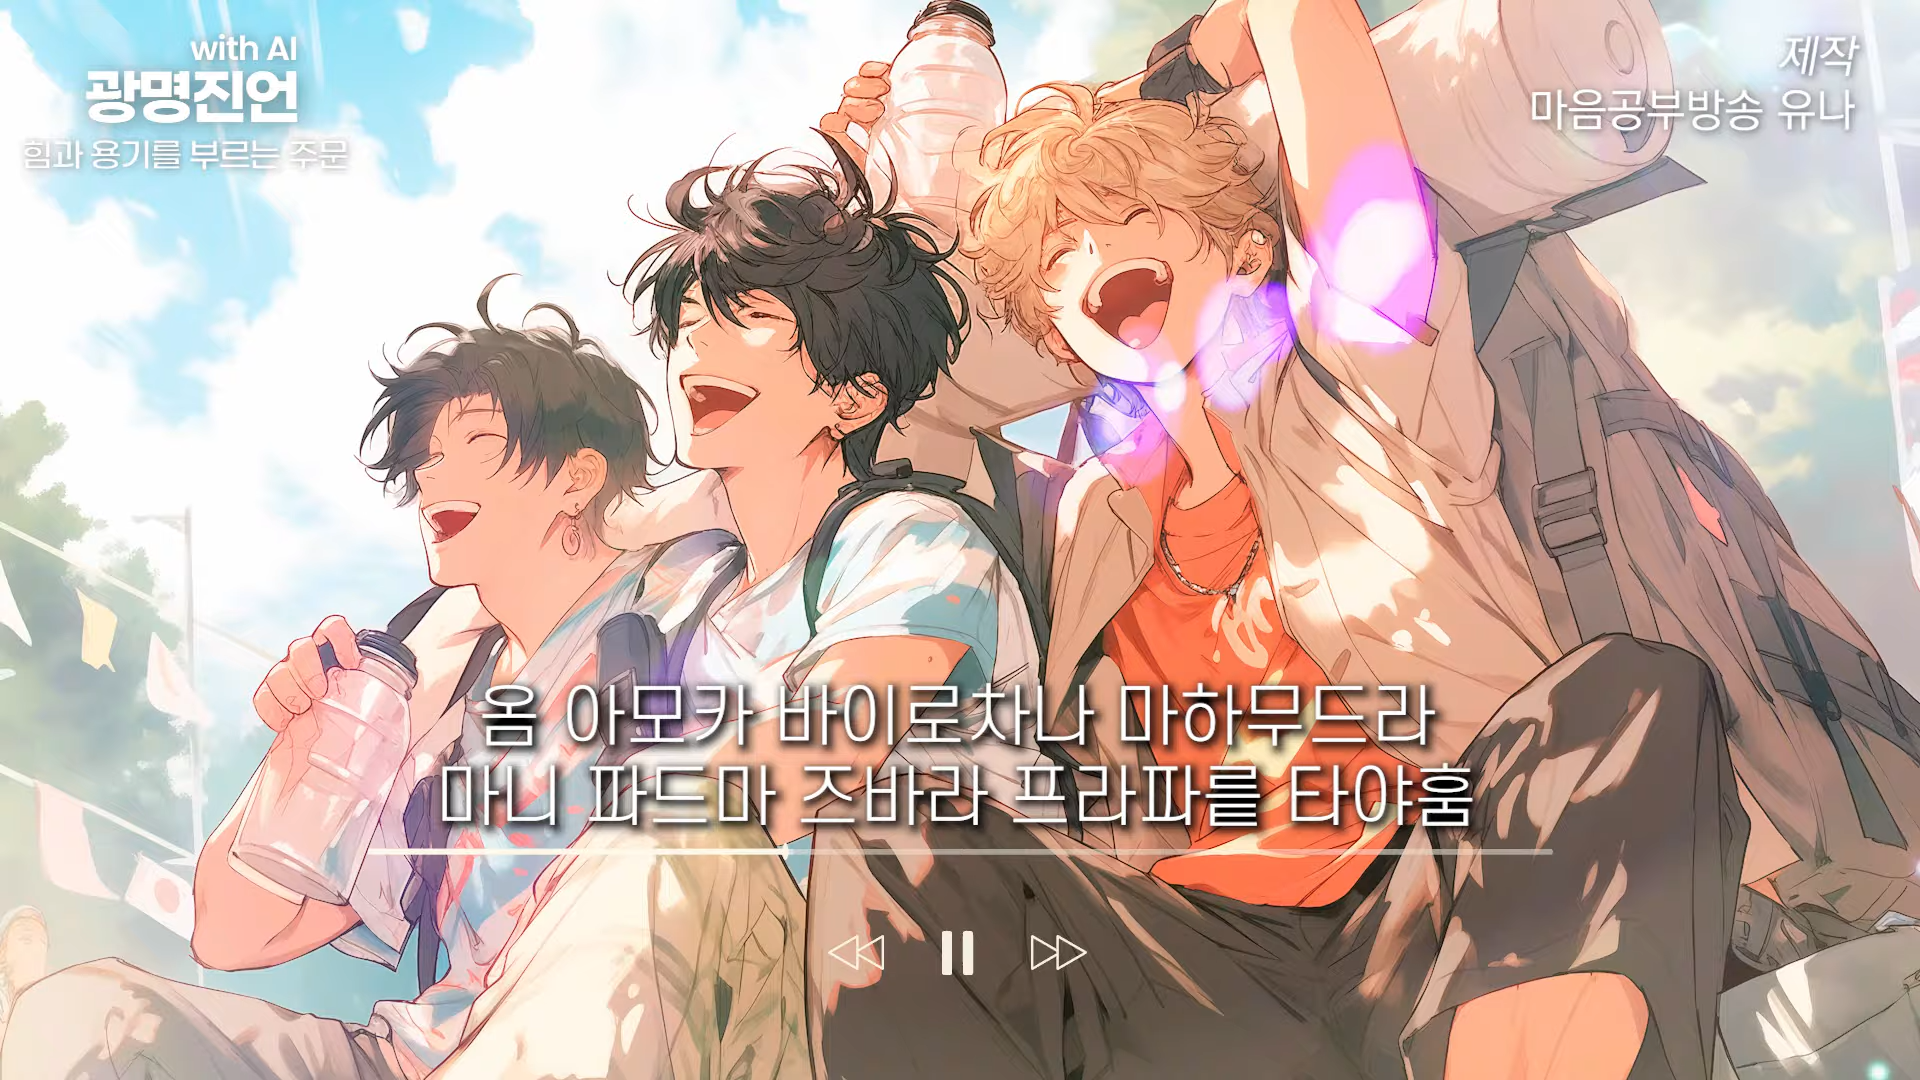 with AI
광명진언
힘과 용기를 부르는 주문
제작
마음공부방송 유나
옴 아모카 바이로차나 마하무드라
마니 파드마 즈바라 프라파릍 타야훔